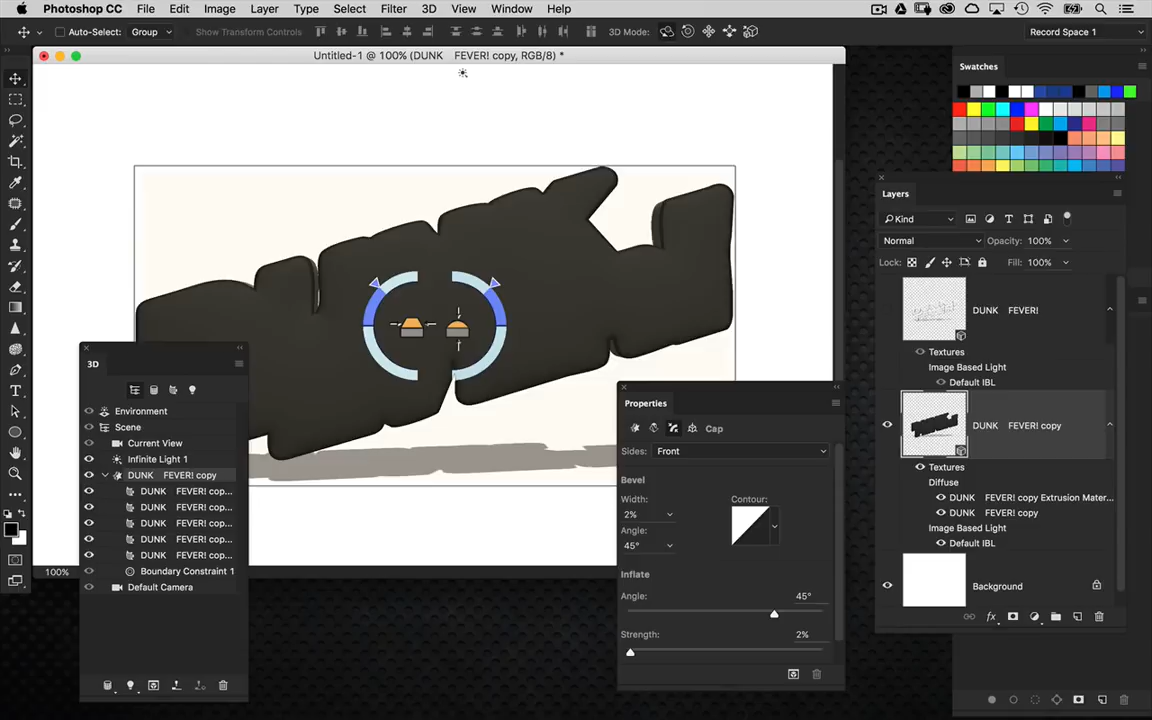 Photoshop CC File Edit Image Layer Type Select Filter 3D View Window Help
Auto-Select: Group Show Transform Controls 3D Mode: Record Space 1
Untitled-1 @ 100% (DUNK FEVER! copy, RGB/8) *
Swatches
Layers
Kind
Normal Opacity: 100%
Lock: Fill: 100%
DUNK FEVER!
Textures
Image Based Light
Default IBL
DUNK FEVER! copy
Textures
Diffuse
DUNK FEVER! copy Extrusion Mater...
DUNK FEVER! copy
Image Based Light
Default IBL
Background
3D
Environment
Scene
Current View
Infinite Light 1
DUNK FEVER! copy
DUNK FEVER! cop...
DUNK FEVER! cop...
DUNK FEVER! cop...
DUNK FEVER! cop...
DUNK FEVER! cop...
Boundary Constraint 1
Default Camera
100%
Properties
Cap
Sides: Front
Bevel
Width: Contour:
2%
Angle:
45°
Inflate
Angle: 45°
Strength: 2%